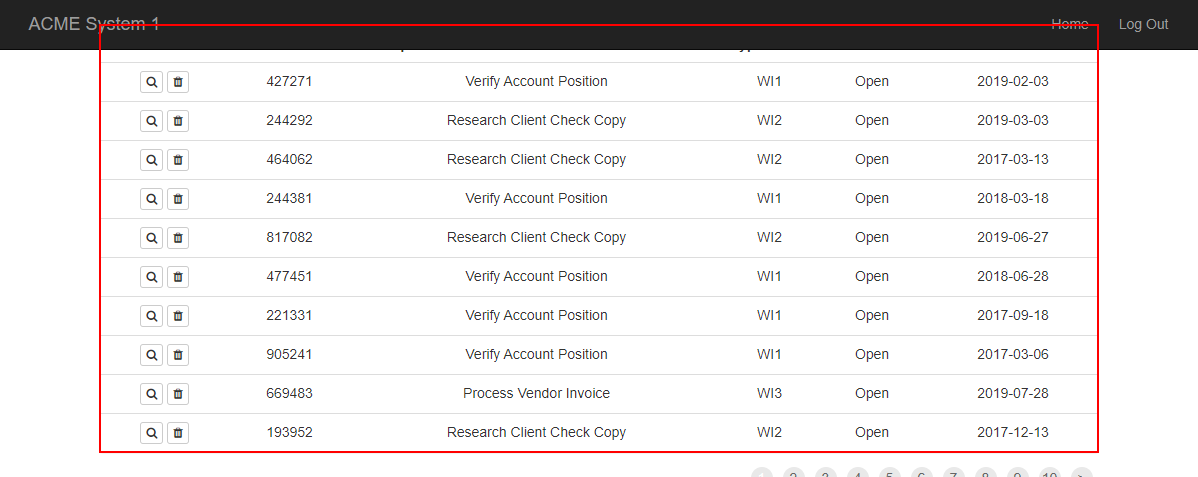 ACME System 1 Home Log Out
427271 Verify Account Position WI1 Open 2019-02-03
244292 Research Client Check Copy WI2 Open 2019-03-03
464062 Research Client Check Copy WI2 Open 2017-03-13
244381 Verify Account Position WI1 Open 2018-03-18
817082 Research Client Check Copy WI2 Open 2019-06-27
477451 Verify Account Position WI1 Open 2018-06-28
221331 Verify Account Position WI1 Open 2017-09-18
905241 Verify Account Position WI1 Open 2017-03-06
669483 Process Vendor Invoice WI3 Open 2019-07-28
193952 Research Client Check Copy WI2 Open 2017-12-13
1 2 3 4 5 6 7 8 9 10 >